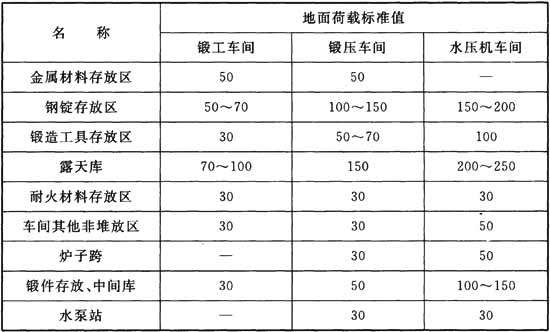 名 称 地面荷载标准值
锻工车间 锻压车间 水压机车间
金属材料存放区 50 50 —
钢锭存放区 50～70 100～150 150～200
锻造工具存放区 30 50～70 100
露天库 70～100 150 200～250
耐火材料存放区 30 30 30
车间其他非堆放区 30 30 50
炉子跨 — 30 50
锻件存放、中间库 30 50 100～150
水泵站 — 30 30